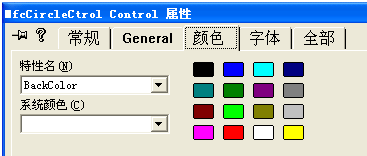 fcCircleCtrol Control 属性
? 常规 General 颜色 字体 全部
特性名(N)
BackColor
系统颜色(C)